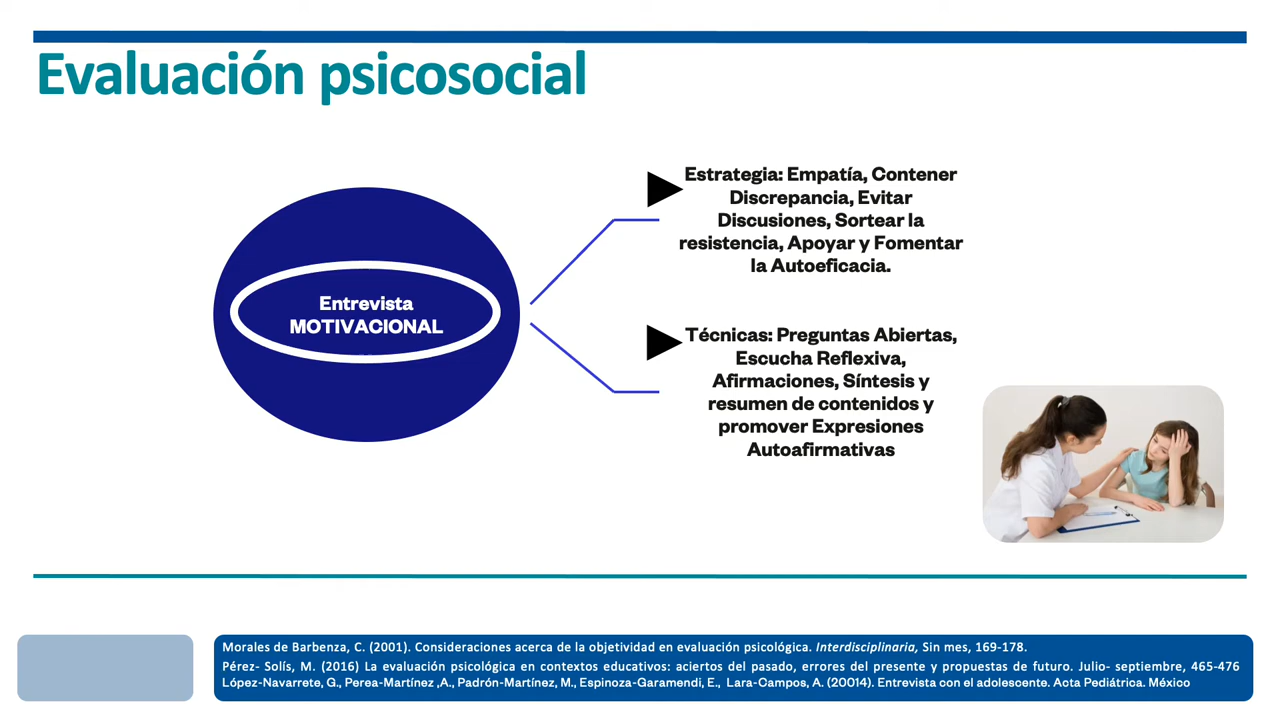 Evaluación psicosocial
Entrevista
MOTIVACIONAL
Estrategia: Empatía, Contener
Discrepancia, Evitar
Discusiones, Sortear la
resistencia, Apoyar y Fomentar
la Autoeficacia.
Técnicas: Preguntas Abiertas,
Escucha Reflexiva,
Afirmaciones, Síntesis y
resumen de contenidos y
promover Expresiones
Autoafirmativas
Morales de Barbenza, C. (2001). Consideraciones acerca de la objetividad en evaluación psicológica. Interdisciplinaria, Sin mes, 169-178.
Pérez- Solís, M. (2016) La evaluación psicológica en contextos educativos: aciertos del pasado, errores del presente y propuestas de futuro. Julio- septiembre, 465-476
López-Navarrete, G., Perea-Martínez ,A., Padrón-Martínez, M., Espinoza-Garamendi, E., Lara-Campos, A. (20014). Entrevista con el adolescente. Acta Pediátrica. México